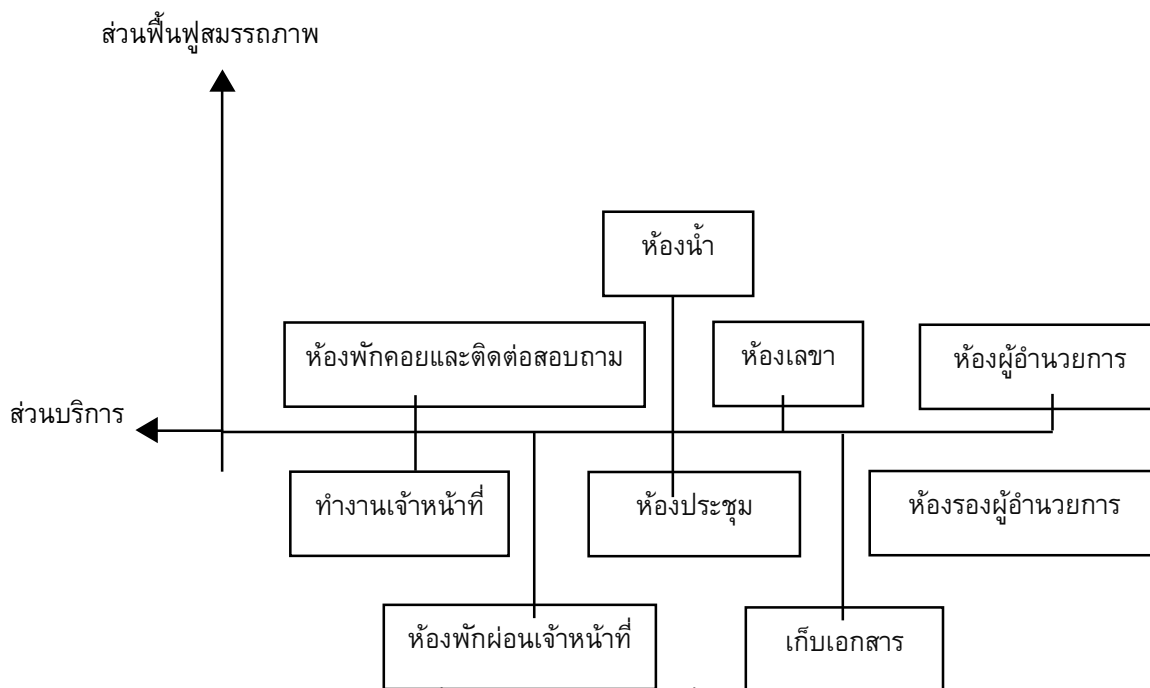 ส่วนฟื้นฟูสมรรถภาพ
ห้องน้ำ
ห้องพักคอยและติดต่อสอบถาม
ห้องเลขา
ห้องผู้อำนวยการ
ส่วนบริการ
ทำงานเจ้าหน้าที่
ห้องประชุม
ห้องรองผู้อำนวยการ
ห้องพักผ่อนเจ้าหน้าที่
เก็บเอกสาร